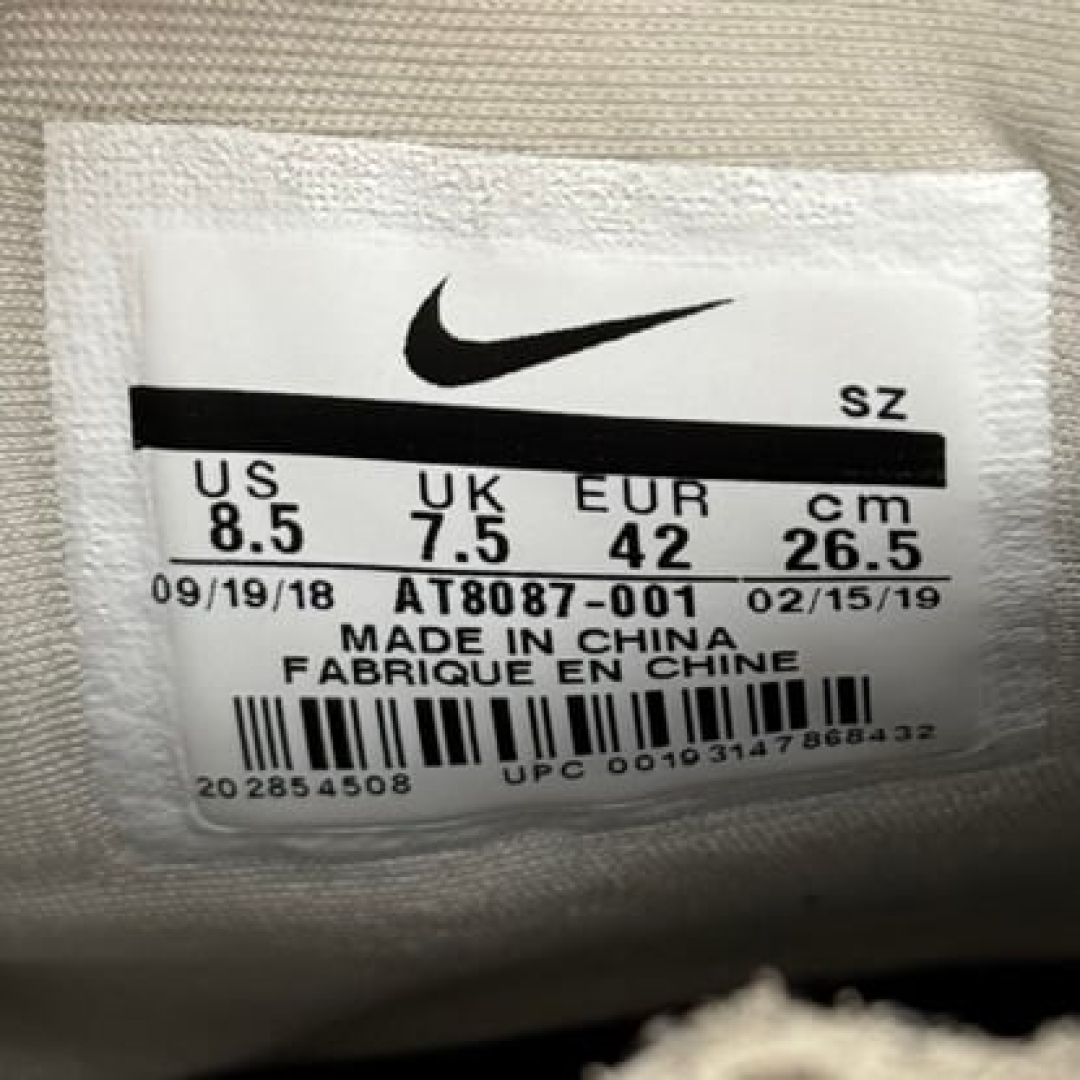 SZ
US UK EUR cm
8.5 7.5 42 26.5
09/19/18 AT8087-001 02/15/19
MADE IN CHINA
FABRIQUE EN CHINE
202854508 UPC 00193147868432